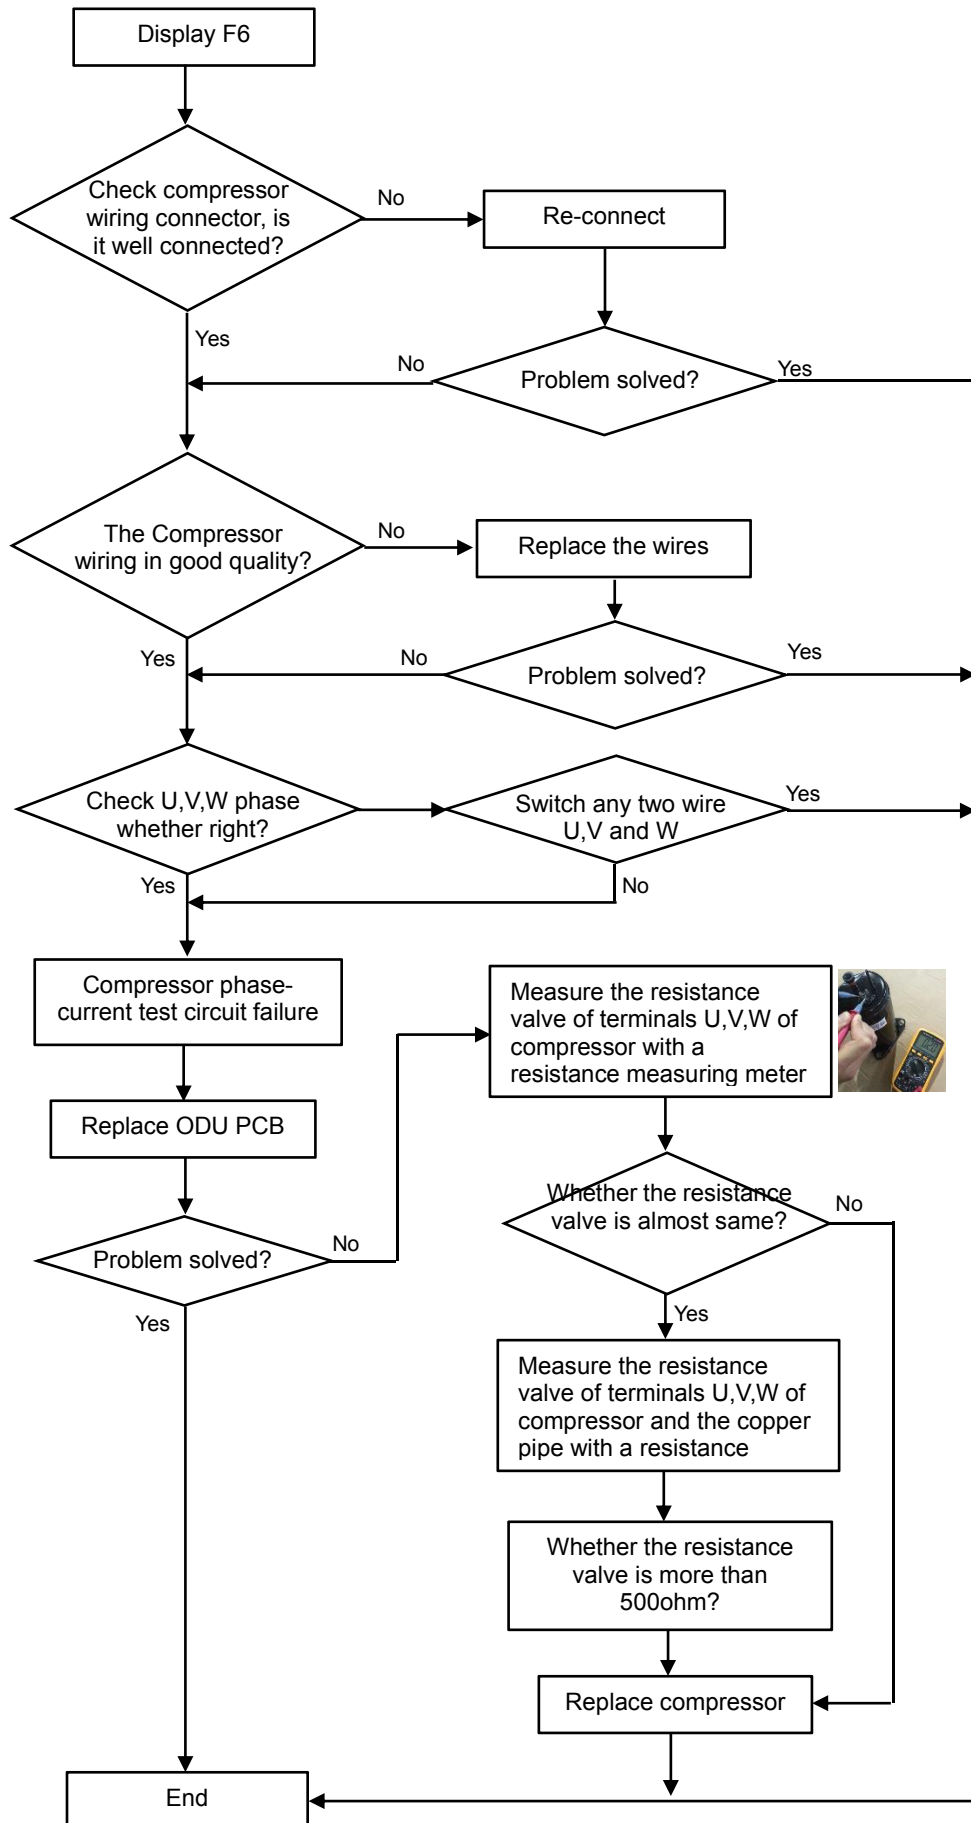 Display F6
Check compressor
wiring connector, is
it well connected?
No
Re-connect
Yes
No
Problem solved?
Yes
The Compressor
wiring in good quality?
No
Replace the wires
Yes
No
Problem solved?
Yes
Check U,V,W phase
whether right?
Switch any two wire
U,V and W
Yes
Yes
No
Compressor phase-
current test circuit failure
Measure the resistance
valve of terminals U,V,W of
compressor with a
resistance measuring meter
Replace ODU PCB
Whether the resistance
valve is almost same?
No
Problem solved?
No
Yes
Yes
Measure the resistance
valve of terminals U,V,W of
compressor and the copper
pipe with a resistance
Whether the resistance
valve is more than
500ohm?
Replace compressor
End